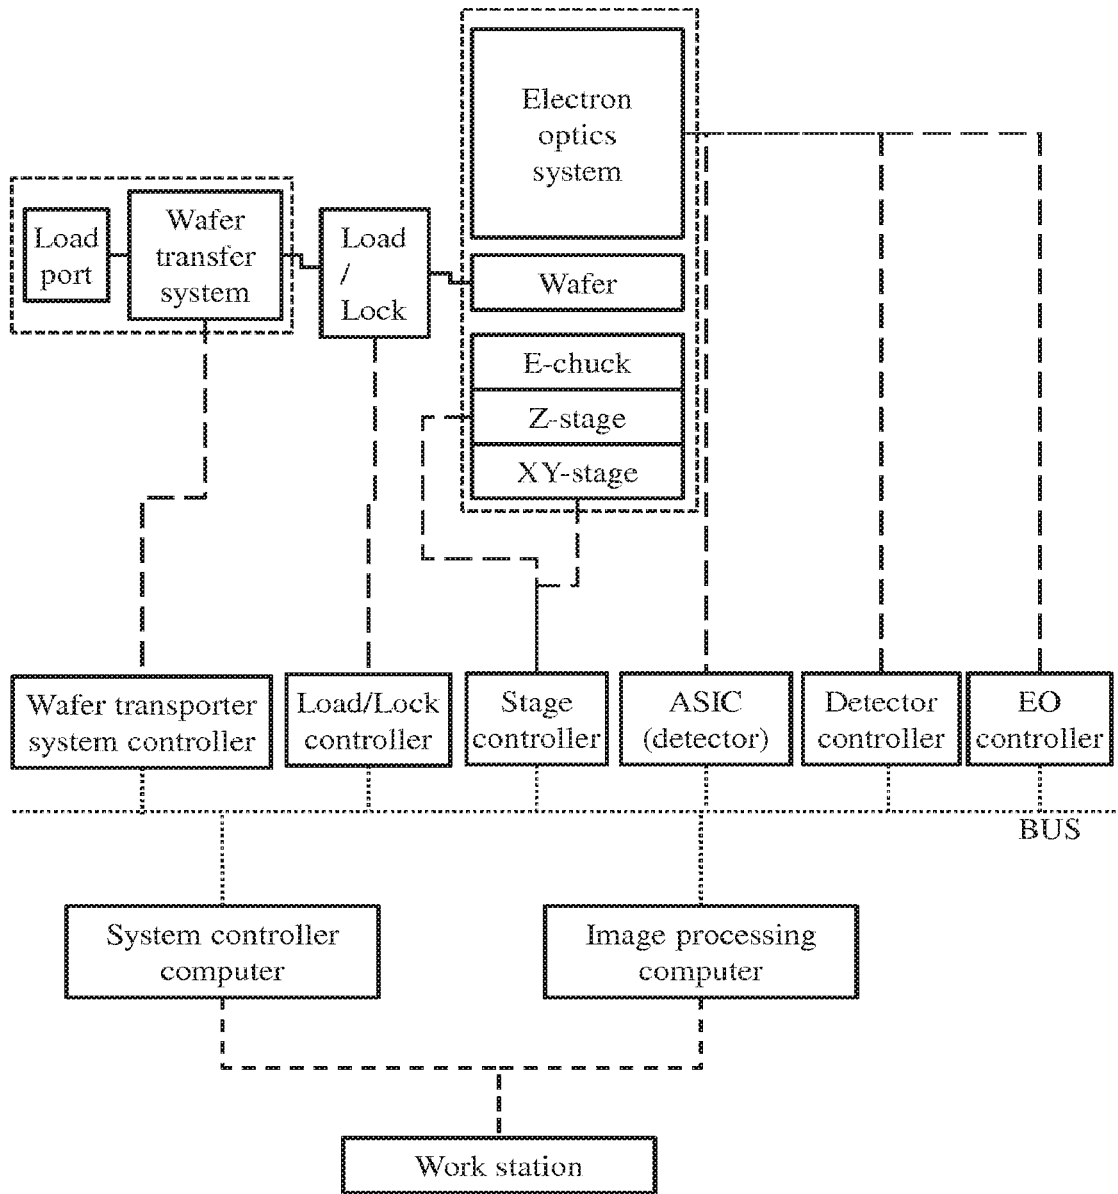 Electron
optics
system
Load
port
Wafer
transfer
system
Load
/
Lock
Wafer
E-chuck
Z-stage
XY-stage
Wafer transporter
system controller
Load/Lock
controller
Stage
controller
ASIC
(detector)
Detector
controller
EO
controller
BUS
System controller
computer
Image processing
computer
Work station